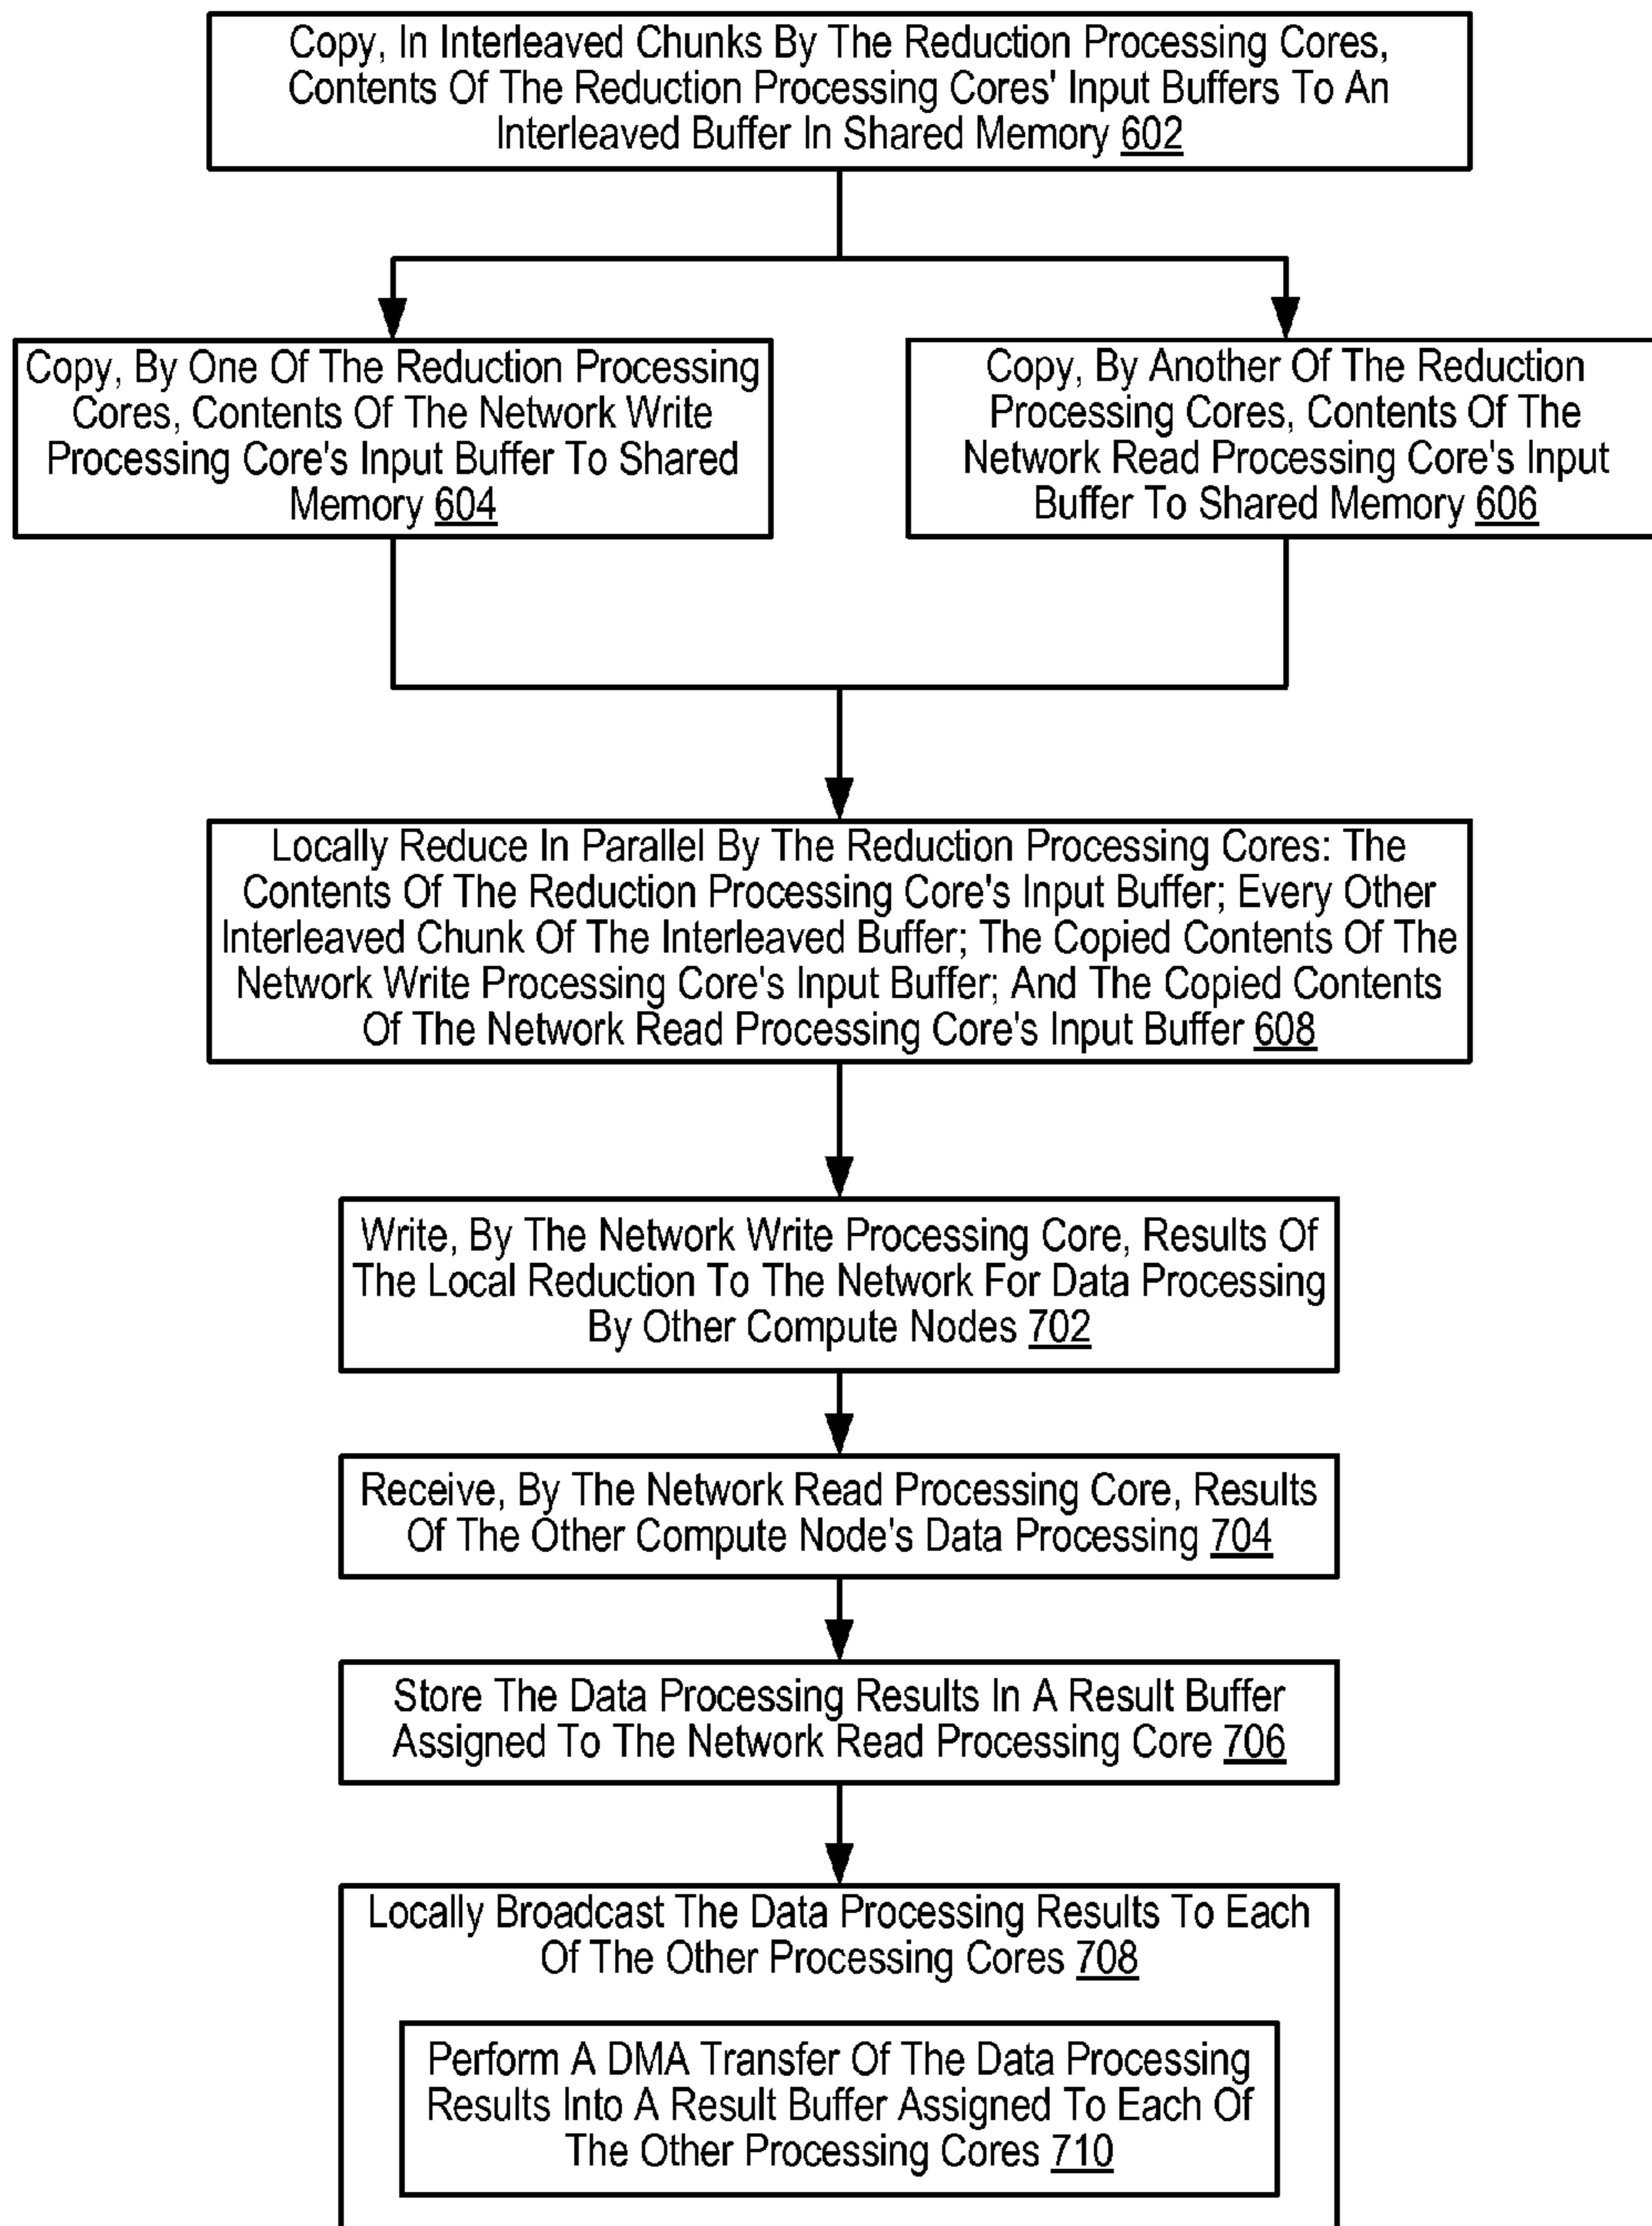 Copy, In Interleaved Chunks By The Reduction Processing Cores,
Contents Of The Reduction Processing Cores' Input Buffers To An
Interleaved Buffer In Shared Memory 602
Copy, By One Of The Reduction Processing
Cores, Contents Of The Network Write
Processing Core's Input Buffer To Shared
Memory 604
Copy, By Another Of The Reduction
Processing Cores, Contents Of The
Network Read Processing Core's Input
Buffer To Shared Memory 606
Locally Reduce In Parallel By The Reduction Processing Cores: The
Contents Of The Reduction Processing Core's Input Buffer; Every Other
Interleaved Chunk Of The Interleaved Buffer; The Copied Contents Of The
Network Write Processing Core's Input Buffer; And The Copied Contents
Of The Network Read Processing Core's Input Buffer 608
Write, By The Network Write Processing Core, Results Of
The Local Reduction To The Network For Data Processing
By Other Compute Nodes 702
Receive, By The Network Read Processing Core, Results
Of The Other Compute Node's Data Processing 704
Store The Data Processing Results In A Result Buffer
Assigned To The Network Read Processing Core 706
Locally Broadcast The Data Processing Results To Each
Of The Other Processing Cores 708
Perform A DMA Transfer Of The Data Processing
Results Into A Result Buffer Assigned To Each Of
The Other Processing Cores 710